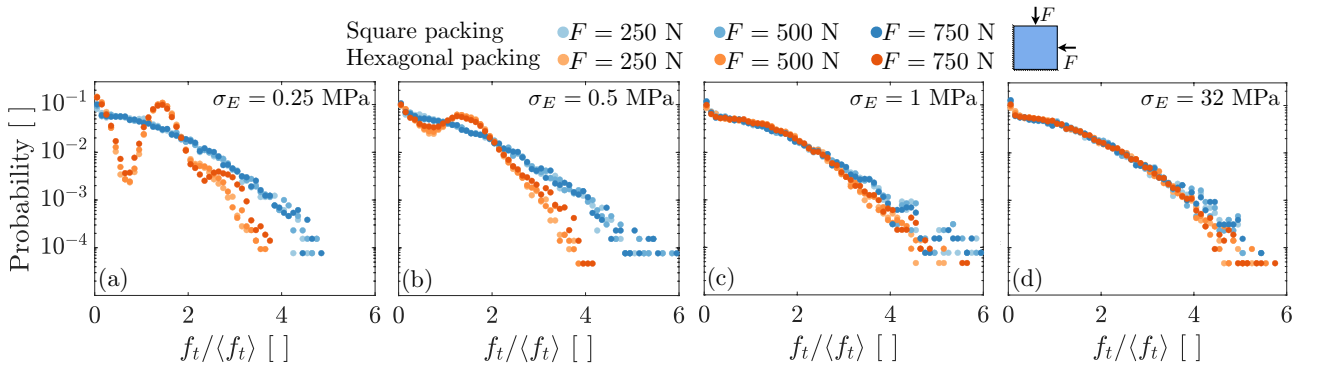 Square packing F = 250 N F = 500 N F = 750 N F
Hexagonal packing F = 250 N F = 500 N F = 750 N F
Probability [ ]
10⁻¹
10⁻²
10⁻³
10⁻⁴
σ_E = 0.25 MPa σ_E = 0.5 MPa σ_E = 1 MPa σ_E = 32 MPa
(a) (b) (c) (d)
0 2 4 6 0 2 4 6 0 2 4 6 0 2 4 6
f_t/⟨f_t⟩ [ ] f_t/⟨f_t⟩ [ ] f_t/⟨f_t⟩ [ ] f_t/⟨f_t⟩ [ ]